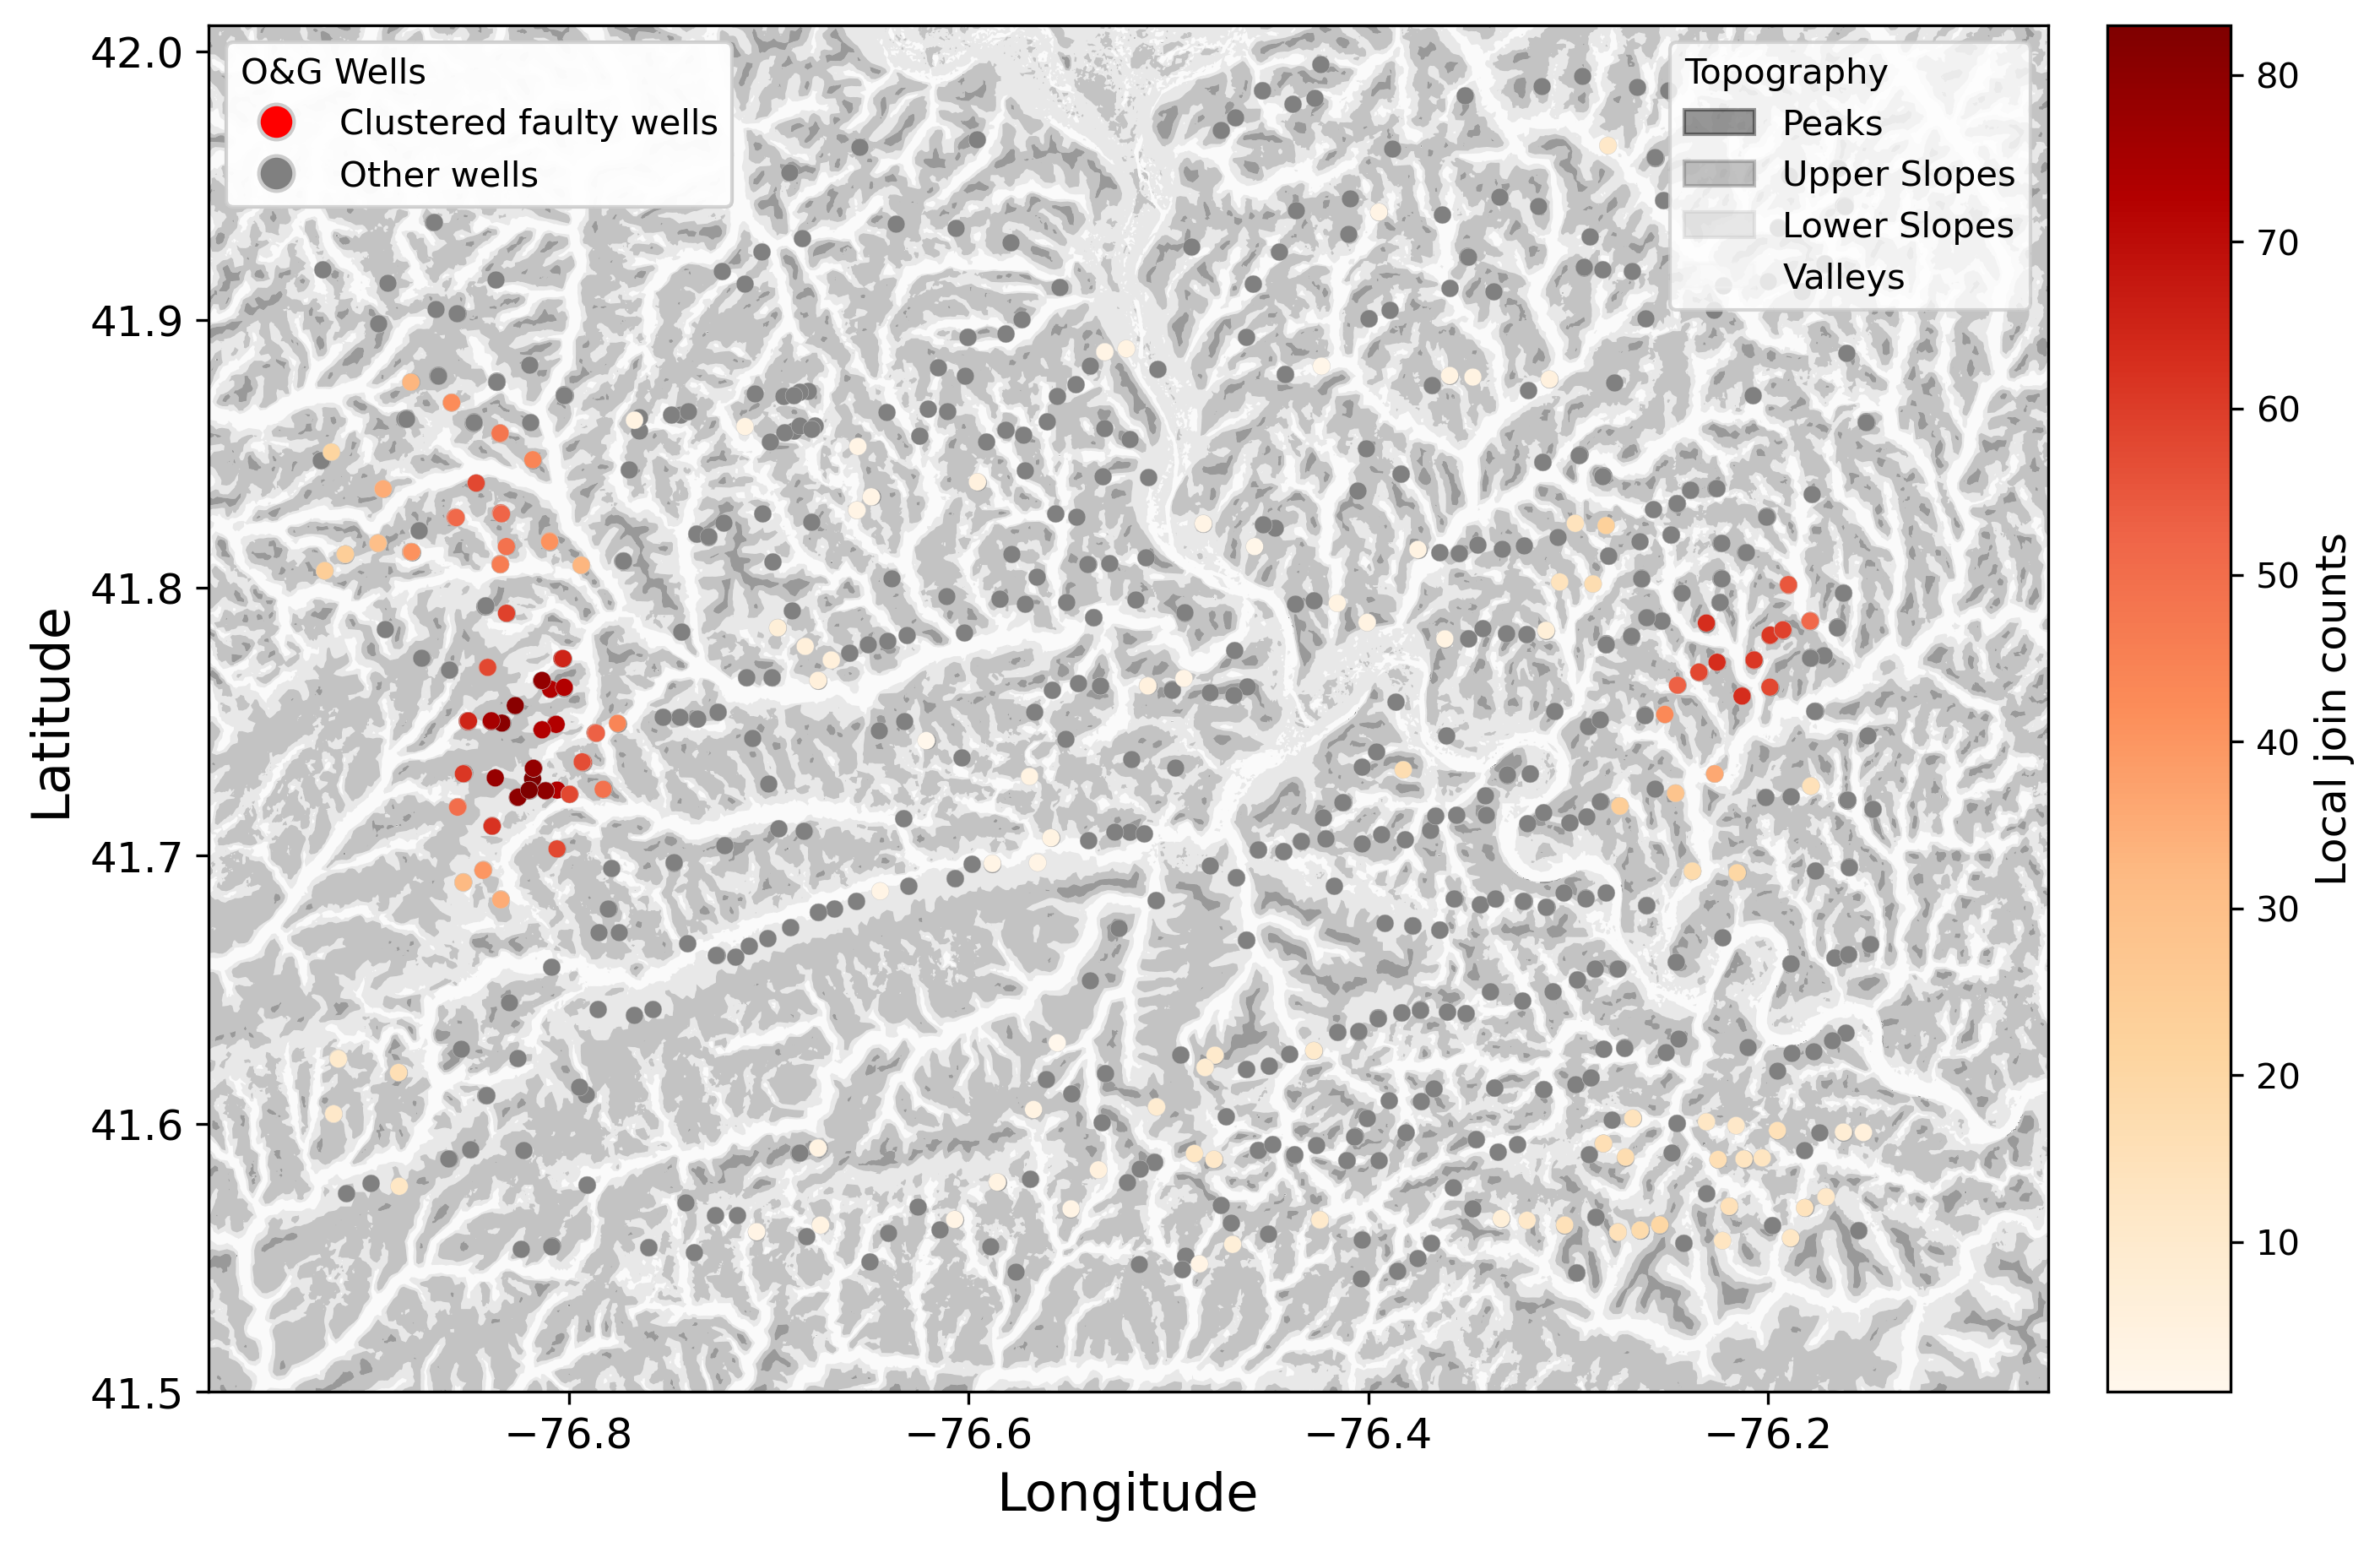 O&G Wells
Clustered faulty wells
Other wells
Topography
Peaks
Upper Slopes
Lower Slopes
Valleys
42.0
41.9
41.8
41.7
41.6
41.5
Latitude
−76.8
−76.6
−76.4
−76.2
Longitude
80
70
60
50
40
30
20
10
Local join counts